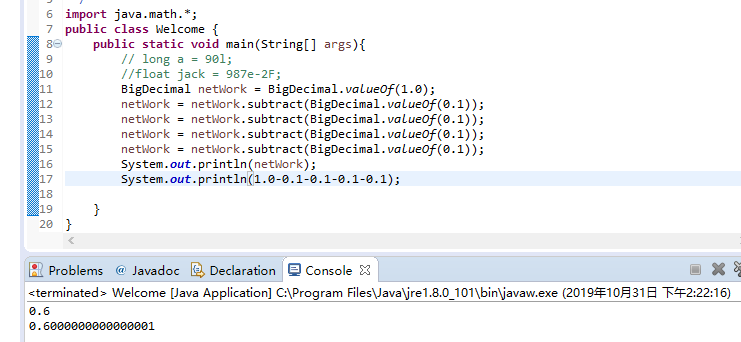 6 import java.math.*;
7 public class Welcome {
8 public static void main(String[] args){
9 // long a = 90l;
10 //float jack = 987e-2F;
11 BigDecimal netWork = BigDecimal.valueOf(1.0);
12 netWork = netWork.subtract(BigDecimal.valueOf(0.1));
13 netWork = netWork.subtract(BigDecimal.valueOf(0.1));
14 netWork = netWork.subtract(BigDecimal.valueOf(0.1));
15 netWork = netWork.subtract(BigDecimal.valueOf(0.1));
16 System.out.println(netWork);
17 System.out.println(1.0-0.1-0.1-0.1-0.1);
18
19 }
20 }
Problems @ Javadoc Declaration Console
<terminated> Welcome [Java Application] C:\Program Files\Java\jre1.8.0_101\bin\javaw.exe (2019年10月31日 下午2:22:16)
0.6
0.6000000000000001